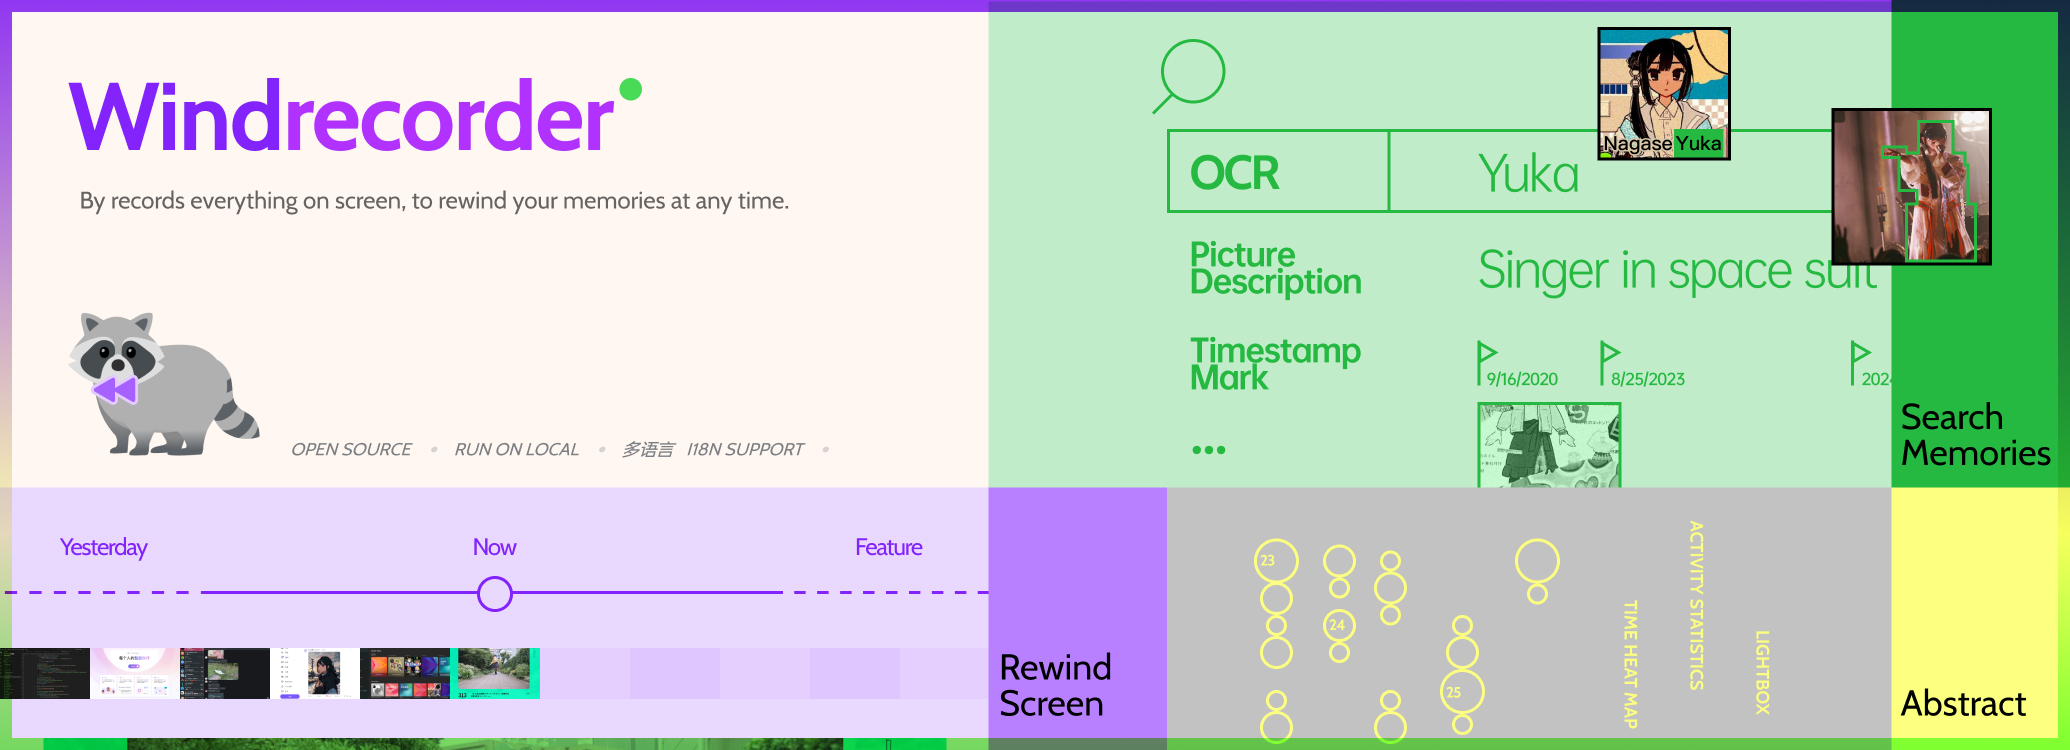 Windrecorder
By records everything on screen, to rewind your memories at any time.
OPEN SOURCE • RUN ON LOCAL • 多语言 I18N SUPPORT •
Nagase Yuka
OCR
Yuka
Picture
Description
Singer in space suit
Timestamp
Mark
9/16/2020
8/25/2023
202
•••
Search
Memories
Yesterday
Now
Feature
Rewind
Screen
23
24
25
TIME HEAT MAP
ACTIVITY STATISTICS
LIGHTBOX
Abstract
313